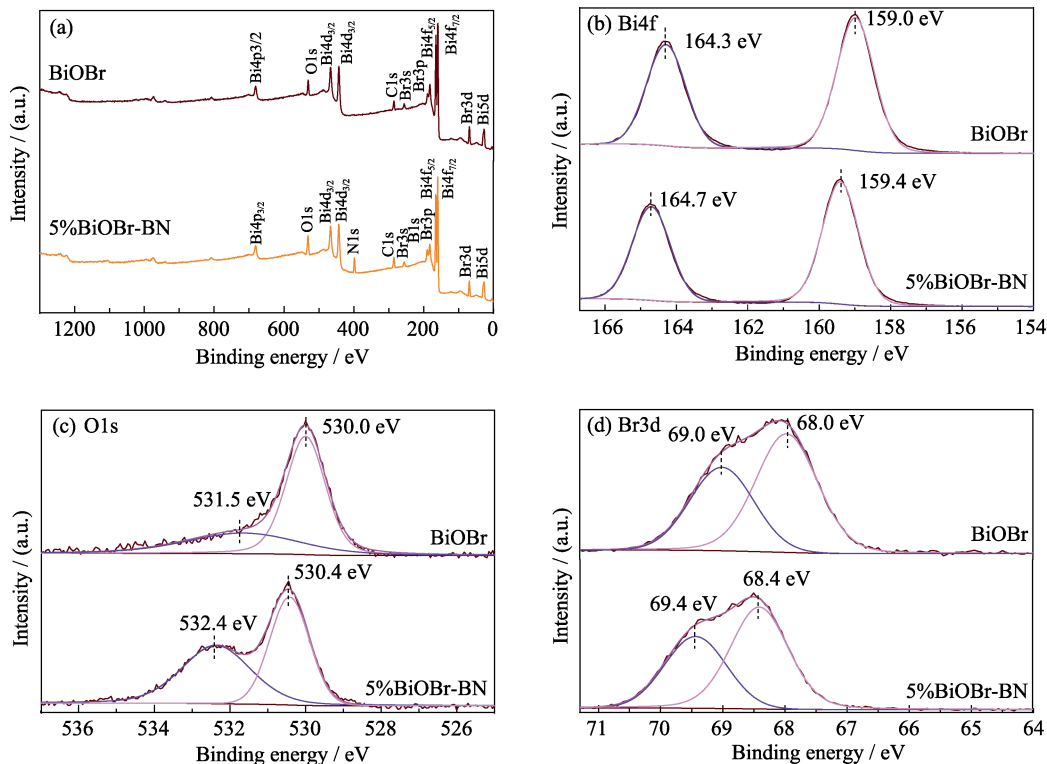 (a)
BiOBr
Bi4p3/2
O1s
Bi4d3/2
Bi4d3/2
C1s
Br3s
Br3p
Bi4f5/2
Bi4f7/2
Br3d
Bi5d
5%BiOBr-BN
Bi4p3/2
O1s
Bi4d3/2
Bi4d3/2
N1s
C1s
Br3s
B1s
Br3p
Bi4f5/2
Bi4f7/2
Br3d
Bi5d
Intensity / (a.u.)
1200 1000 800 600 400 200 0
Binding energy / eV
(b) Bi4f
164.3 eV
159.0 eV
BiOBr
164.7 eV
159.4 eV
5%BiOBr-BN
Intensity / (a.u.)
166 164 162 160 158 156 154
Binding energy / eV
(c) O1s
530.0 eV
531.5 eV
BiOBr
530.4 eV
532.4 eV
5%BiOBr-BN
Intensity / (a.u.)
536 534 532 530 528 526
Binding energy / eV
(d) Br3d
69.0 eV
68.0 eV
BiOBr
69.4 eV
68.4 eV
5%BiOBr-BN
Intensity / (a.u.)
71 70 69 68 67 66 65 64
Binding energy / eV